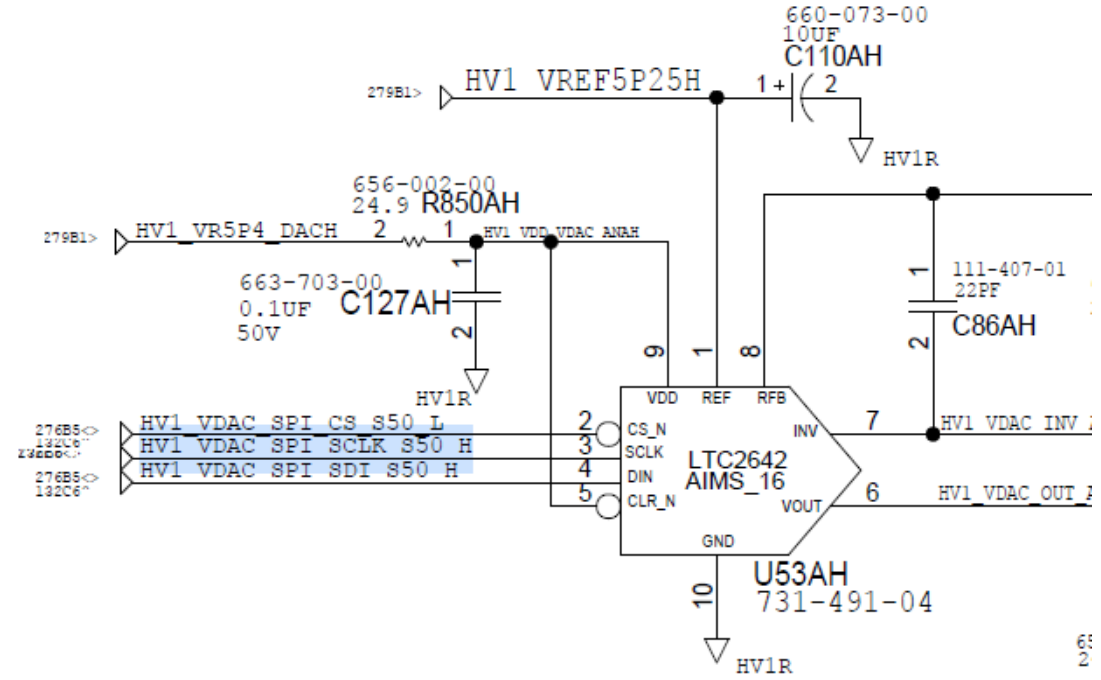 660-073-00
10UF
C110AH
279B1> HV1 VREF5P25H 1 + 2
HV1R
656-002-00
24.9 R850AH
279B1> HV1_VR5P4_DACH 2 1 HV1 VDD VDAC ANAH
663-703-00
0.1UF C127AH
50V
1
2
HV1R
1
2
111-407-01
22PF
C86AH
9 1 8
VDD REF RFB
276B5<> HV1 VDAC SPI CS S50 L 2 CS_N
132C6^
HV1 VDAC SPI SCLK S50 H 3 SCLK
276B5<> HV1 VDAC SPI SDI S50 H 4 DIN
132C6^
5 CLR_N
LTC2642
AIMS_16
INV 7 HV1 VDAC INV
VOUT 6 HV1_VDAC_OUT
GND
10
U53AH
731-491-04
HV1R